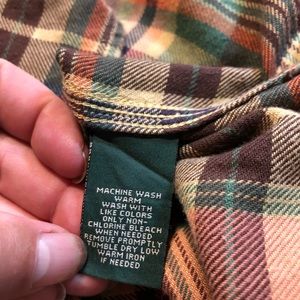 MACHINE WASH
WARM
WASH WITH
LIKE COLORS
ONLY NON-
CHLORINE BLEACH
WHEN NEEDED
REMOVE PROMPTLY
TUMBLE DRY LOW
WARM IRON
IF NEEDED